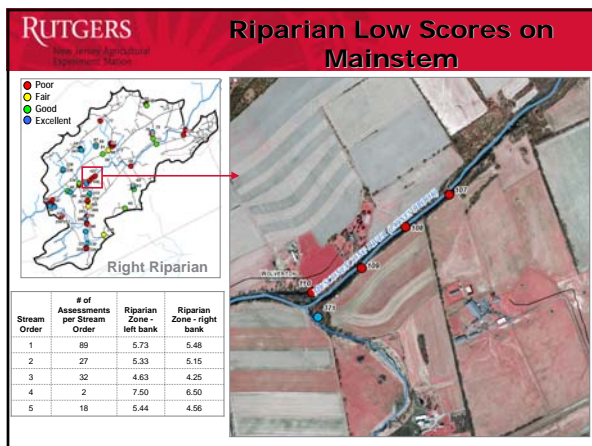 RUTGERS
New Jersey Agricultural
Experiment Station
Riparian Low Scores on
Mainstem
Poor
Fair
Good
Excellent
Right Riparian
107
108
109
110
371
Stream Order | # of Assessments per Stream Order | Riparian Zone - left bank | Riparian Zone - right bank
1 89 5.73 5.48
2 27 5.33 5.15
3 32 4.63 4.25
4 2 7.50 6.50
5 18 5.44 4.56